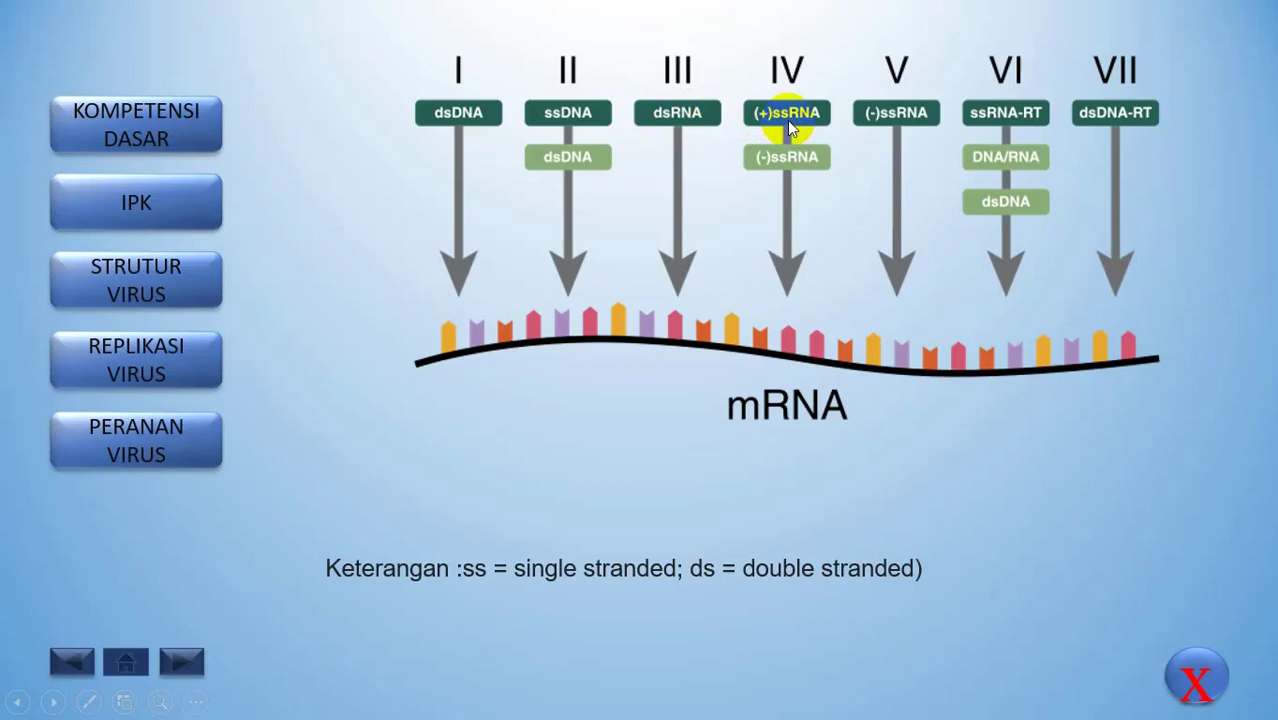 I II III IV V VI VII
dsDNA ssDNA dsRNA (+)ssRNA (-)ssRNA ssRNA-RT dsDNA-RT
dsDNA (-)ssRNA DNA/RNA
dsDNA
mRNA
KOMPETENSI
DASAR
IPK
STRUTUR
VIRUS
REPLIKASI
VIRUS
PERANAN
VIRUS
Keterangan :ss = single stranded; ds = double stranded)
X